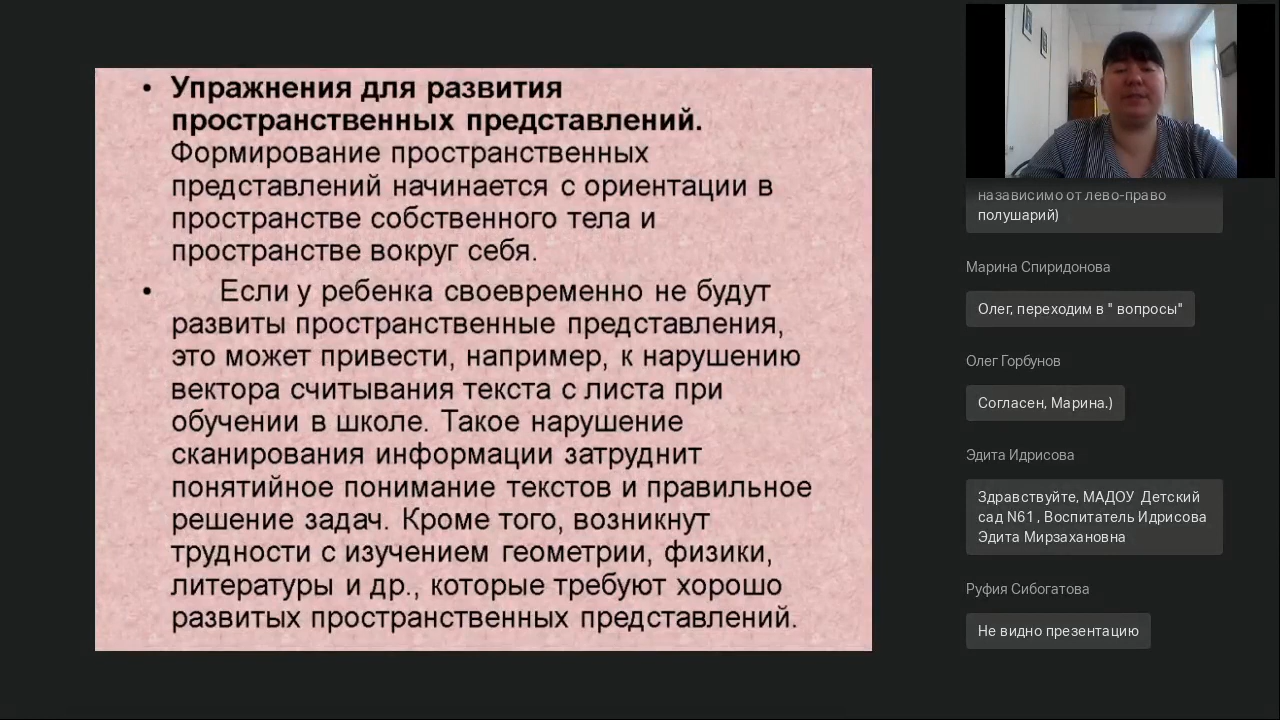 • Упражнения для развития
пространственных представлений.
Формирование пространственных
представлений начинается с ориентации в
пространстве собственного тела и
пространстве вокруг себя.
• Если у ребенка своевременно не будут
развиты пространственные представления,
это может привести, например, к нарушению
вектора считывания текста с листа при
обучении в школе. Такое нарушение
сканирования информации затруднит
понятийное понимание текстов и правильное
решение задач. Кроме того, возникнут
трудности с изучением геометрии, физики,
литературы и др., которые требуют хорошо
развитых пространственных представлений.
назависимо от лево-право
полушарий)
Марина Спиридонова
Олег, переходим в " вопросы"
Олег Горбунов
Согласен, Марина.)
Эдита Идрисова
Здравствуйте, МАДОУ Детский
сад N61 , Воспитатель Идрисова
Эдита Мирзахановна
Руфия Сибогатова
Не видно презентацию